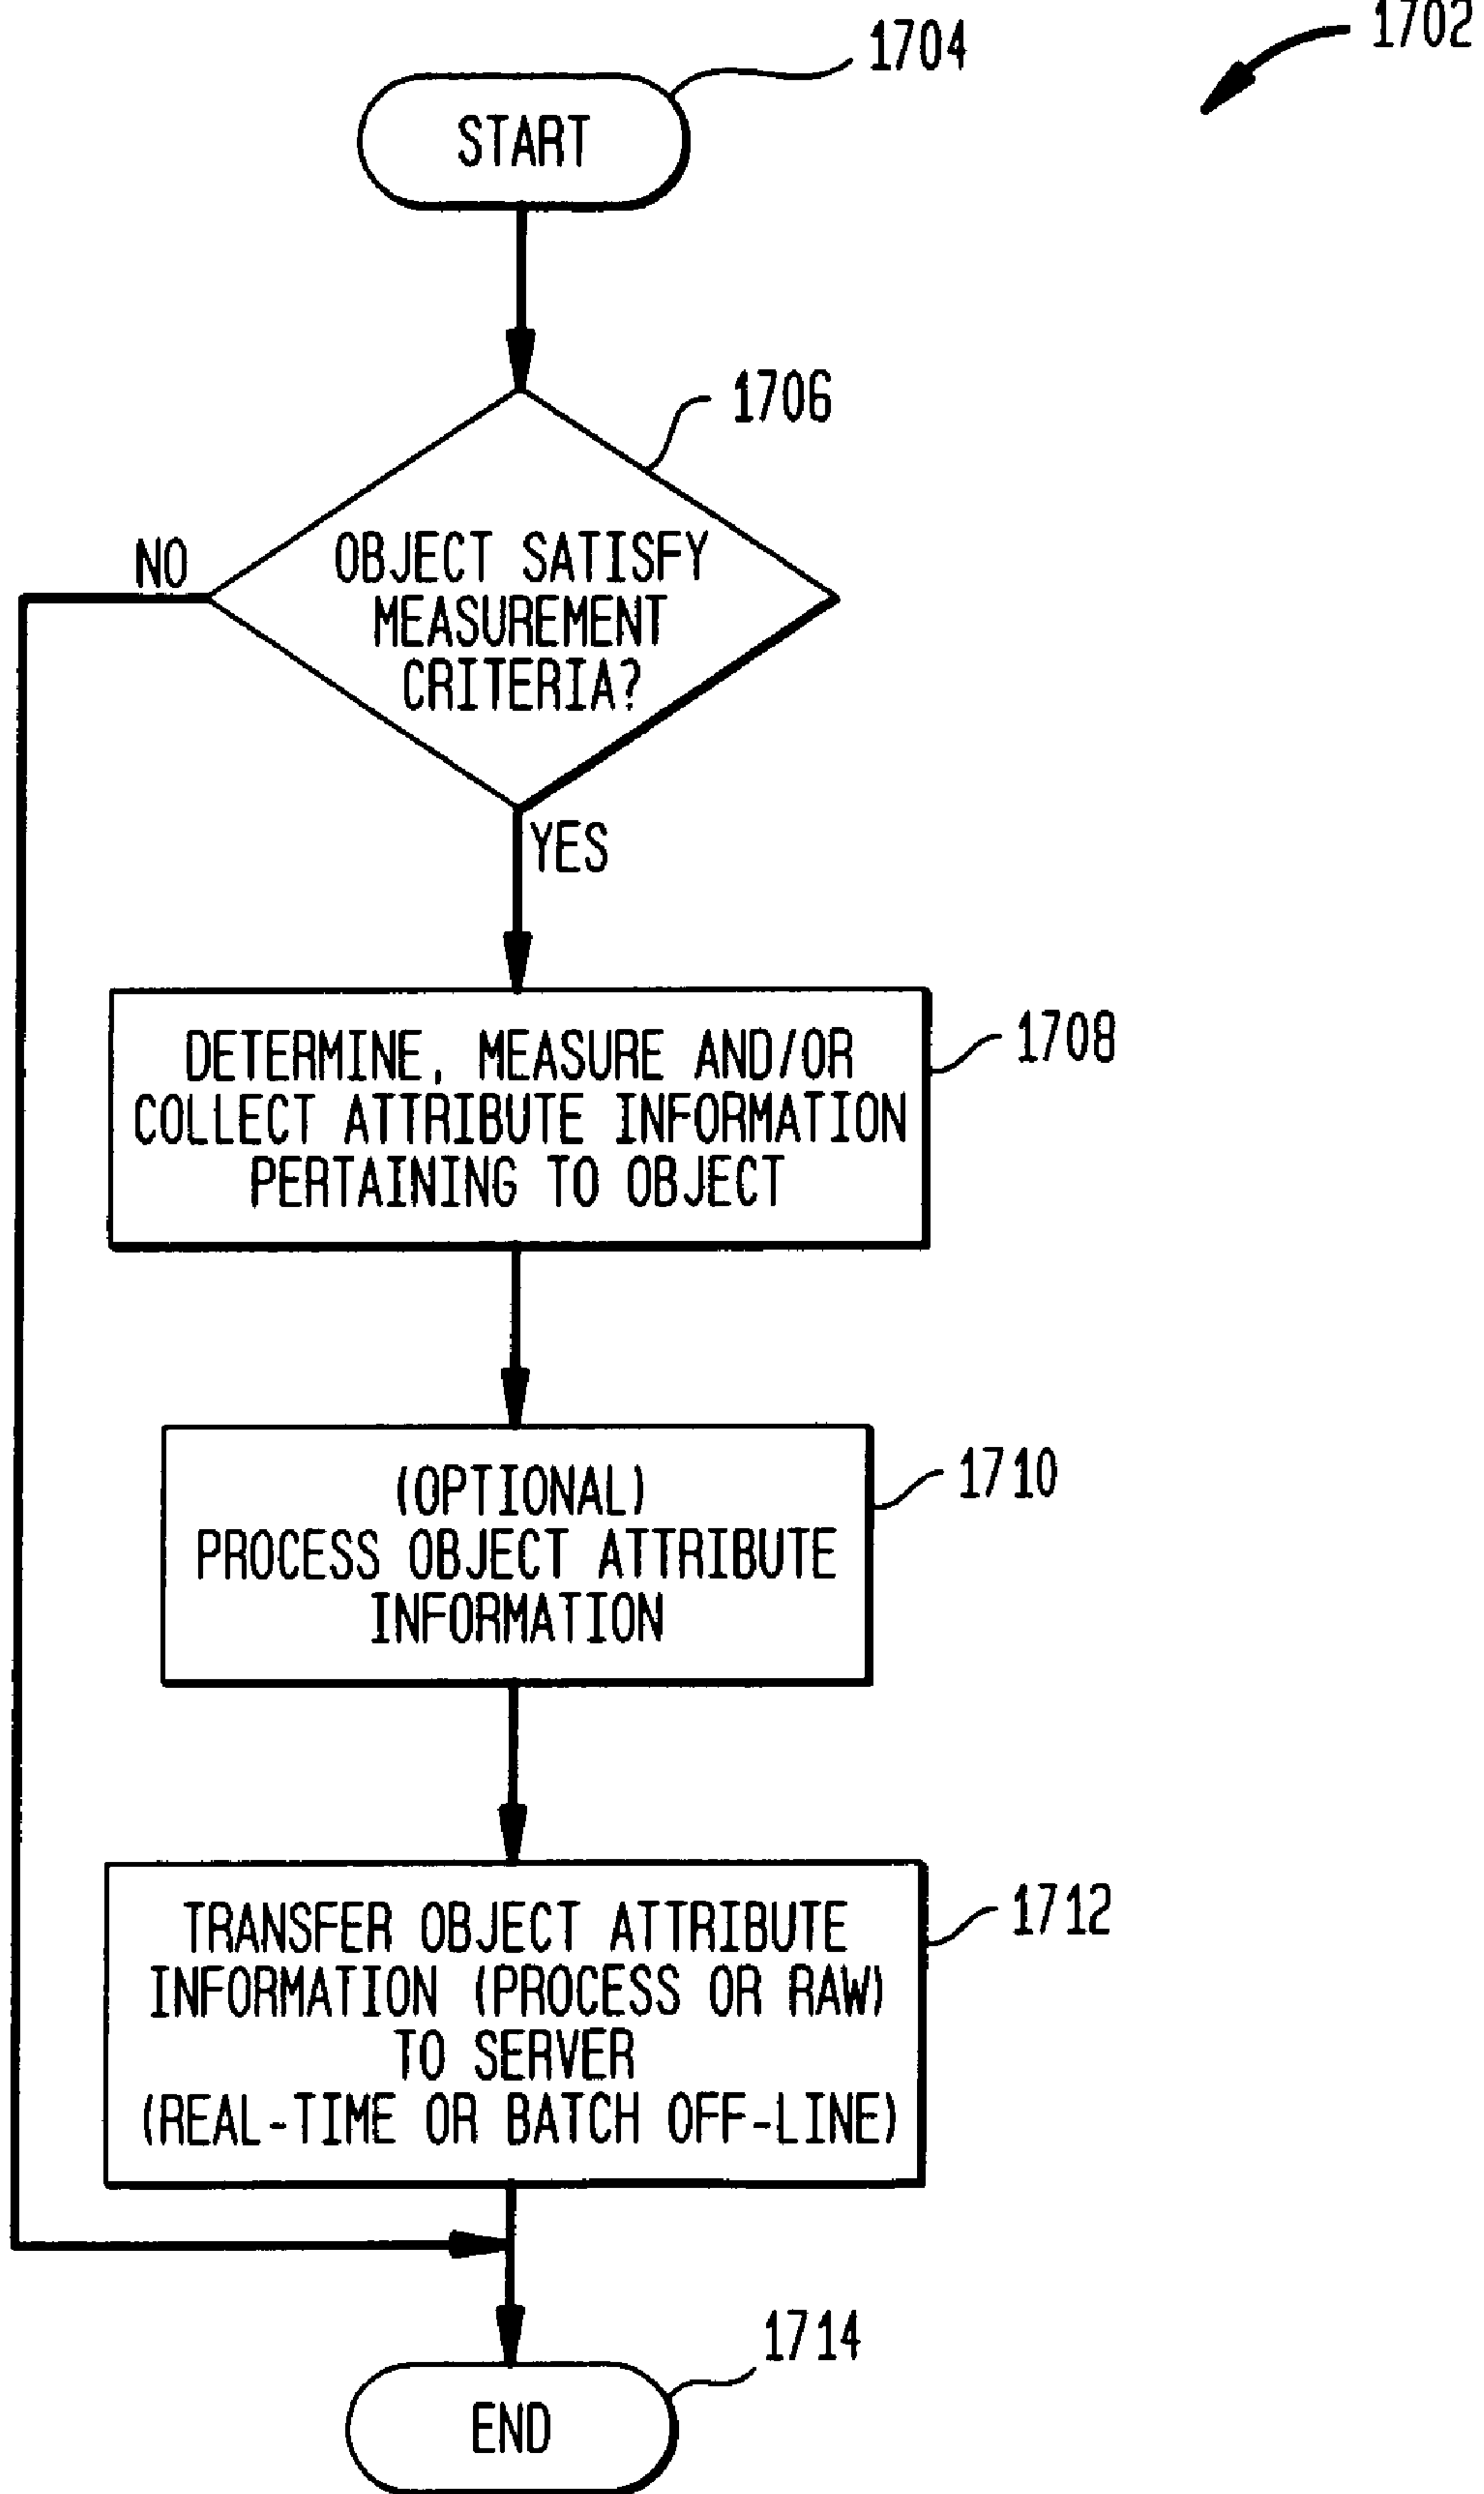 1702
1704
START
1706
OBJECT SATISFY
MEASUREMENT
CRITERIA?
NO
YES
1708
DETERMINE, MEASURE AND/OR
COLLECT ATTRIBUTE INFORMATION
PERTAINING TO OBJECT
1710
(OPTIONAL)
PROCESS OBJECT ATTRIBUTE
INFORMATION
1712
TRANSFER OBJECT ATTRIBUTE
INFORMATION (PROCESS OR RAW)
TO SERVER
(REAL-TIME OR BATCH OFF-LINE)
1714
END